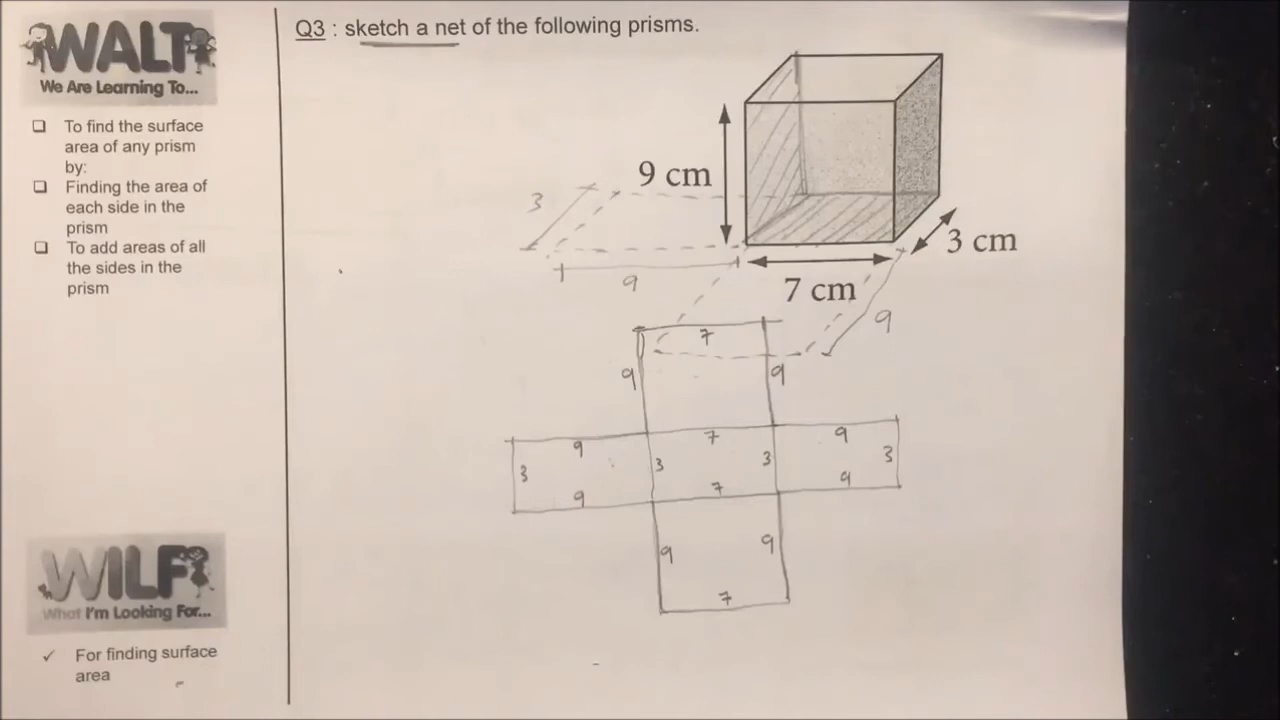 WALT
We Are Learning To...
❑ To find the surface
area of any prism
by:
❑ Finding the area of
each side in the
prism
❑ To add areas of all
the sides in the
prism
WILF
What I'm Looking For...
✓ For finding surface
area
Q3 : sketch a net of the following prisms.
9 cm
3 cm
7 cm
3
9
9
7
9
9
9
7
9
3
3
3
3
9
7
9
9
9
7